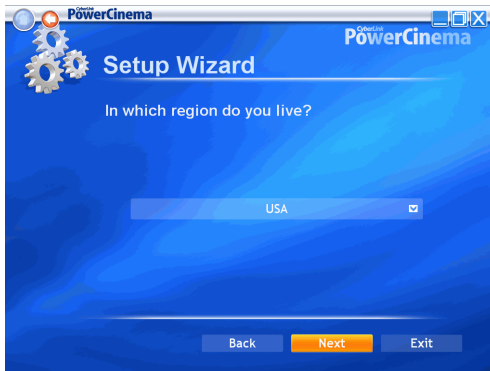 CyberLink
PowerCinema
CyberLink
PowerCinema
Setup Wizard
In which region do you live?
USA
Back
Next
Exit